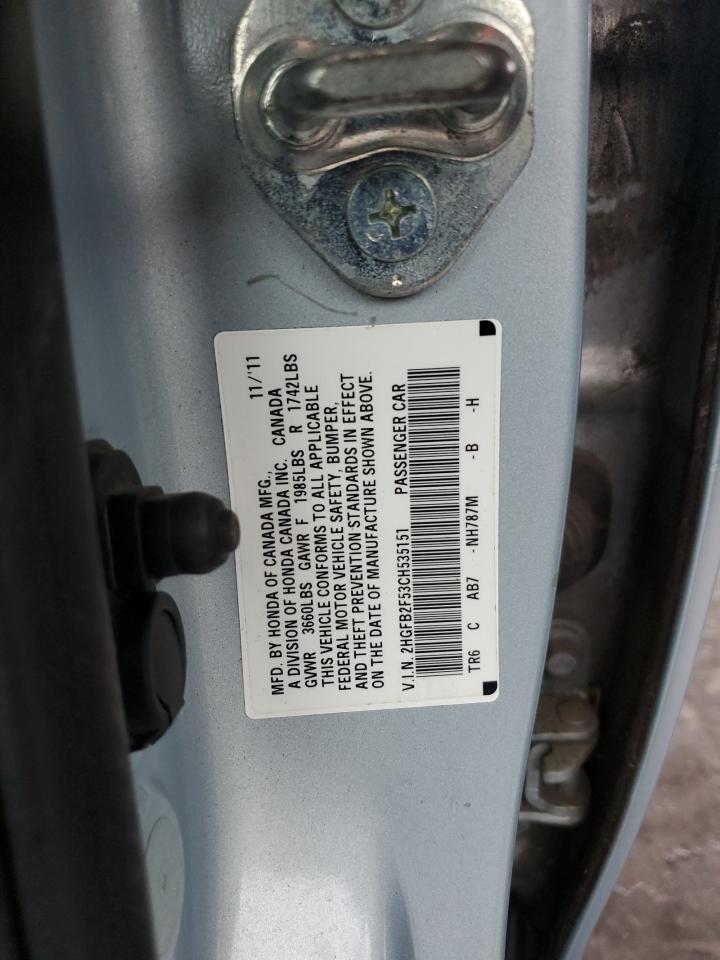 MFD. BY HONDA OF CANADA MFG., 11/'11
A DIVISION OF HONDA CANADA INC. CANADA
GVWR 3660LBS GAWR F 1985LBS R 1742LBS
THIS VEHICLE CONFORMS TO ALL APPLICABLE
FEDERAL MOTOR VEHICLE SAFETY, BUMPER,
AND THEFT PREVENTION STANDARDS IN EFFECT
ON THE DATE OF MANUFACTURE SHOWN ABOVE.
V.I.N. 2HGFB2F53CH535151 PASSENGER CAR
TR6 C AB7 -NH787M -B -H